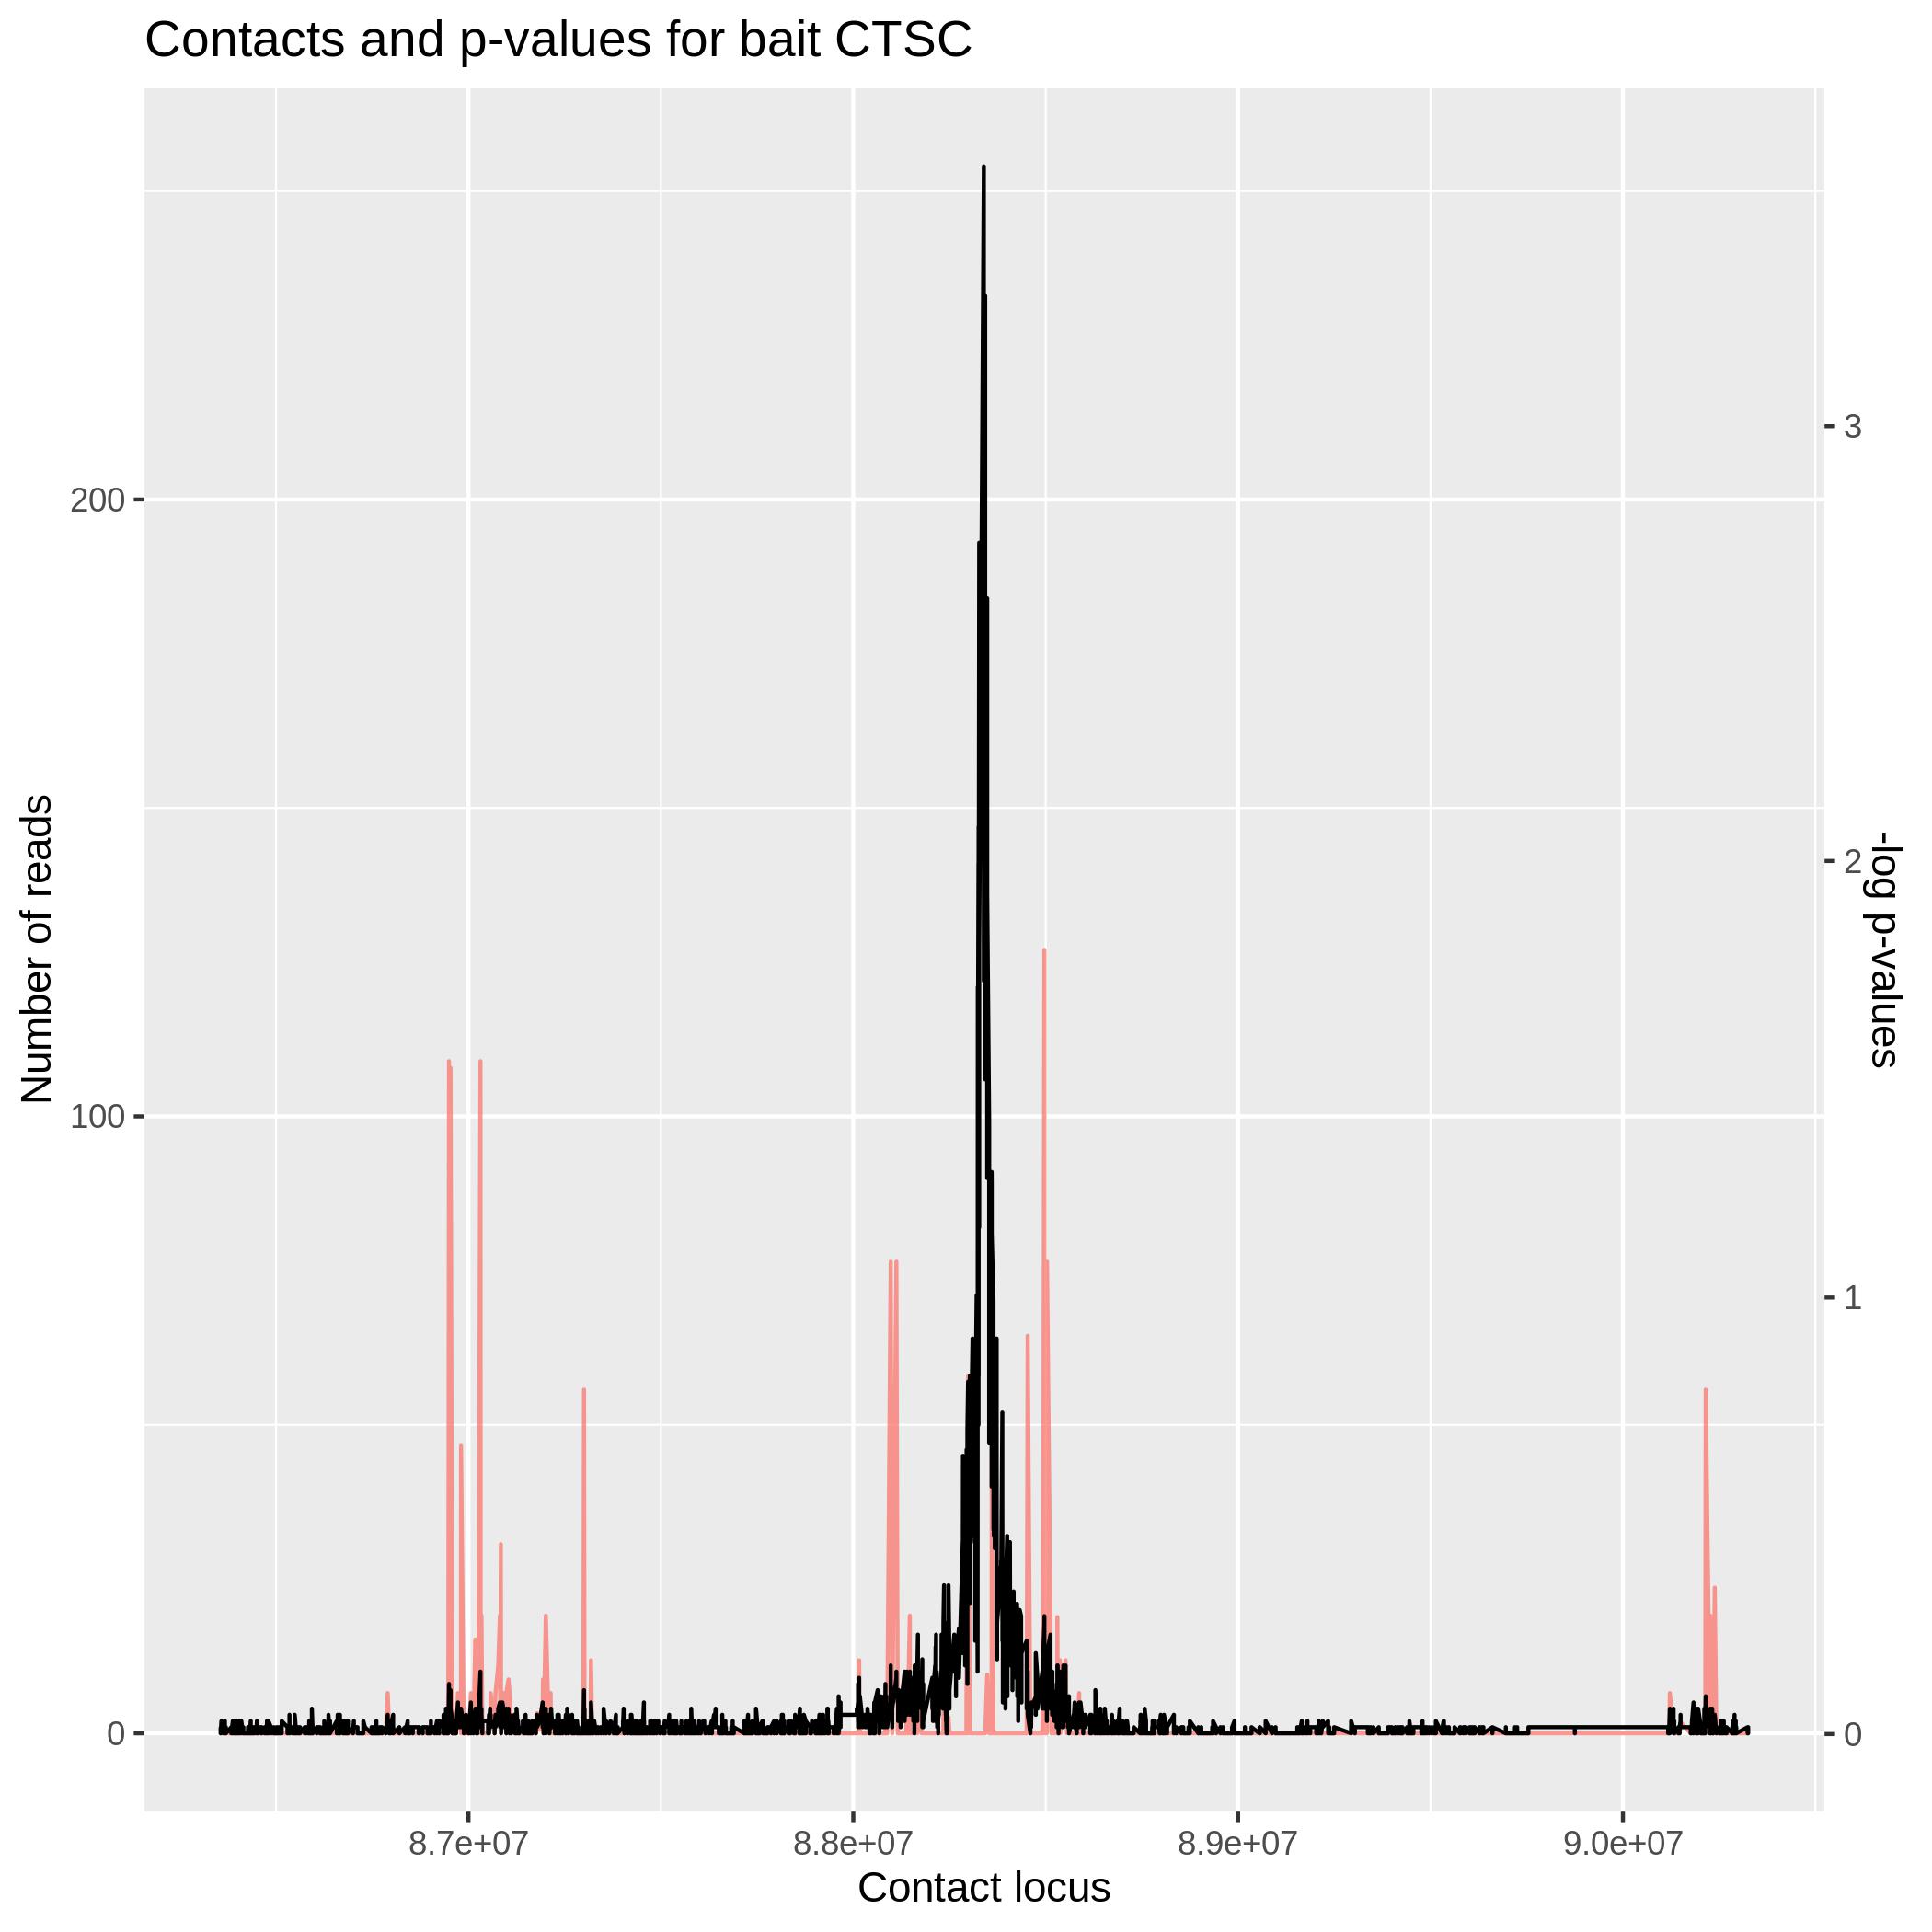 Contacts and p-values for bait CTSC
Number of reads
200
100
0
3
2
1
0
-log p-values
8.7e+07
8.8e+07
8.9e+07
9.0e+07
Contact locus